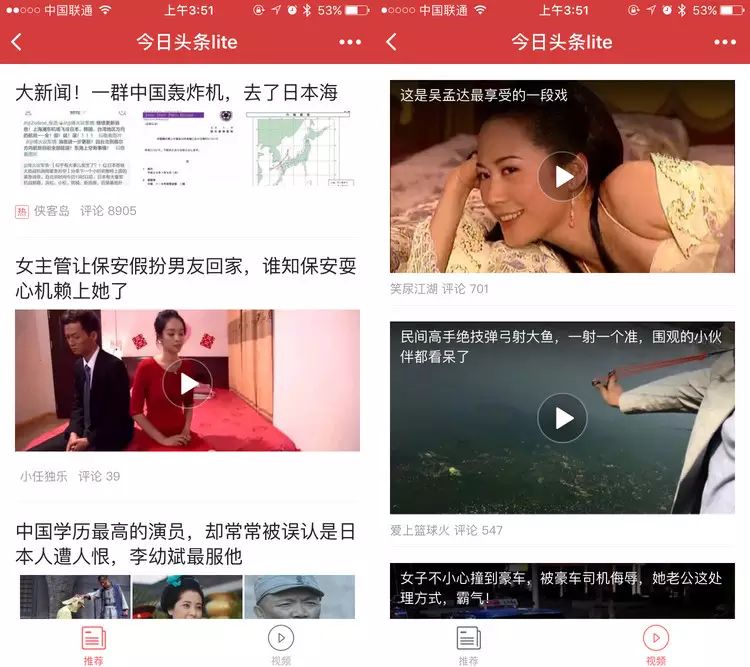 中国联通
上午3:51
53%
今日头条lite
大新闻！一群中国轰炸机，去了日本海
热 侠客岛 评论 8905
女主管让保安假扮男友回家，谁知保安耍
心机赖上她了
小任独乐 评论 39
中国学历最高的演员，却常常被误认是日
本人遭人恨，李幼斌最服他
推荐
视频
中国联通
上午3:51
53%
今日头条lite
这是吴孟达最享受的一段戏
笑尿江湖 评论 701
民间高手绝技弹弓射大鱼，一射一个准，围观的小伙
伴都看呆了
爱上篮球火 评论 547
女子不小心撞到豪车，被豪车司机侮辱，她老公这处
理方式，霸气！
推荐
视频